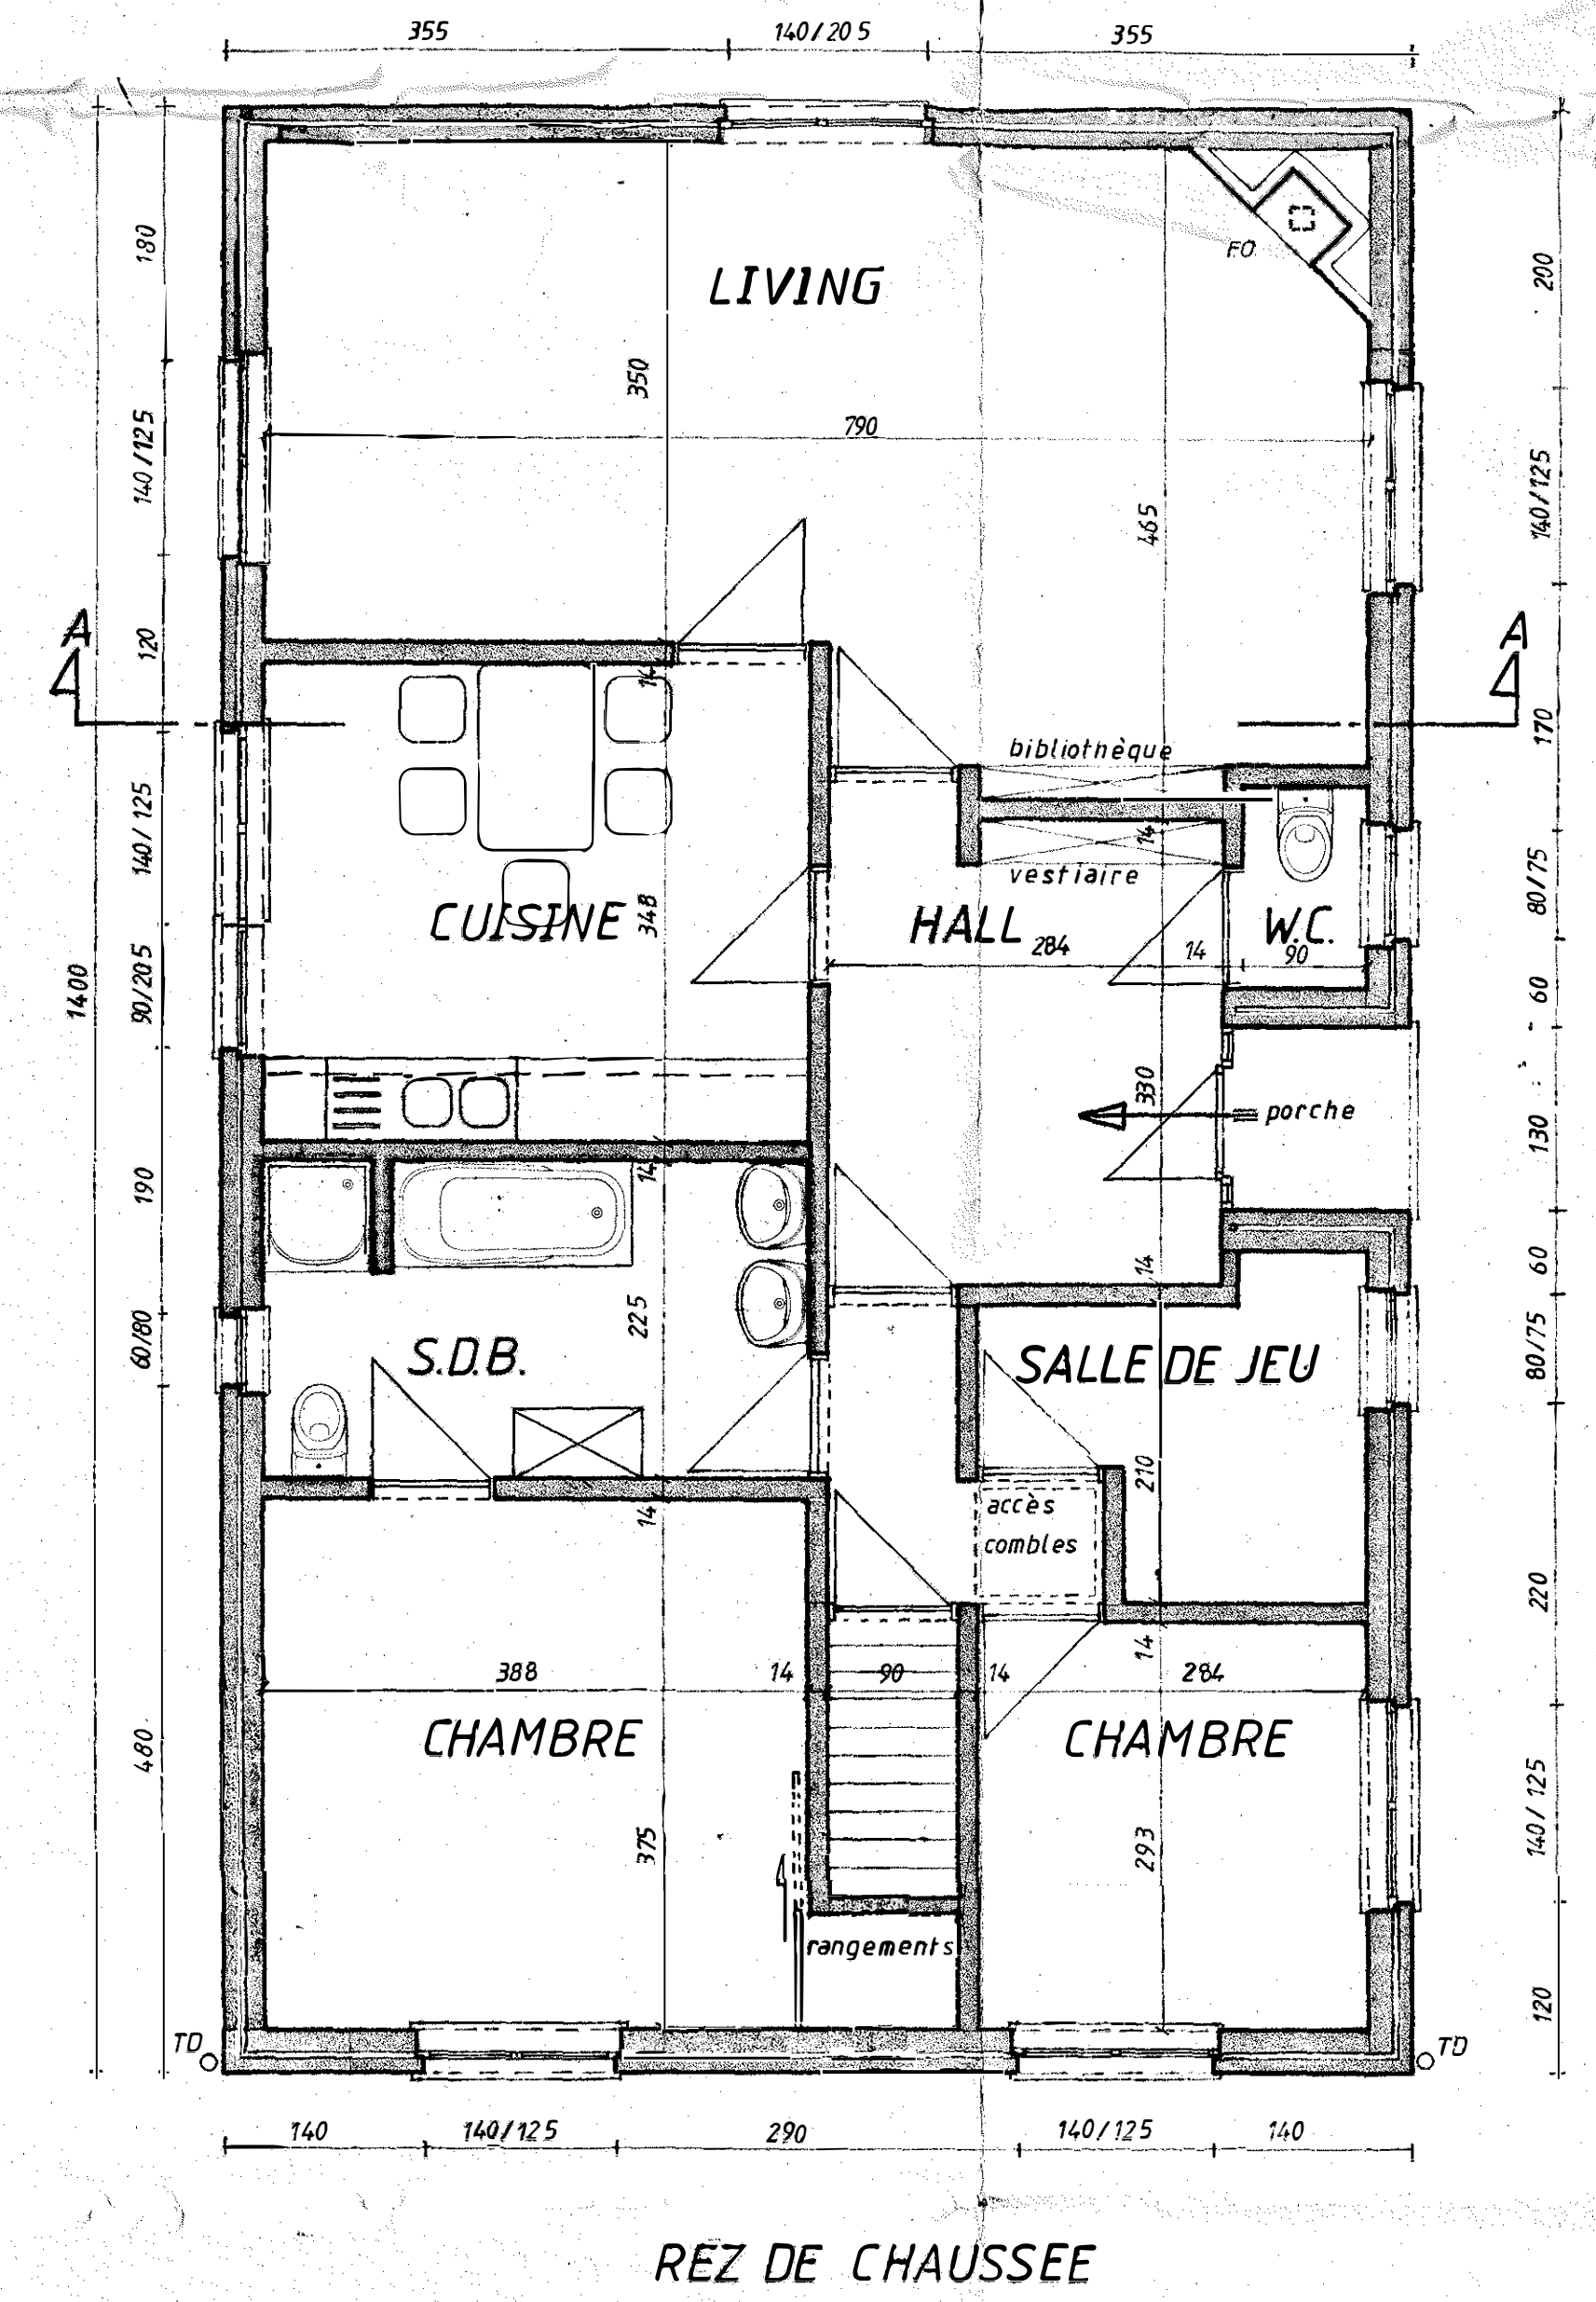 355
140/205
355
180
200
FO
LIVING
350
140/125
790
140/125
465
A
A
120
14
170
bibliothèque
140/125
14
vestiaire
80/75
CUISINE
348
HALL
284
14
W.C.
90
1400
90/205
60
330
porche
130
190
14
14
60
225
60/80
S.D.B.
SALLE DE JEU
80/75
210
accès
combles
14
220
14
388
14
90
14
284
CHAMBRE
CHAMBRE
480
375
293
140/125
rangements
120
TD
TD
140
140/125
290
140/125
140
REZ DE CHAUSSEE